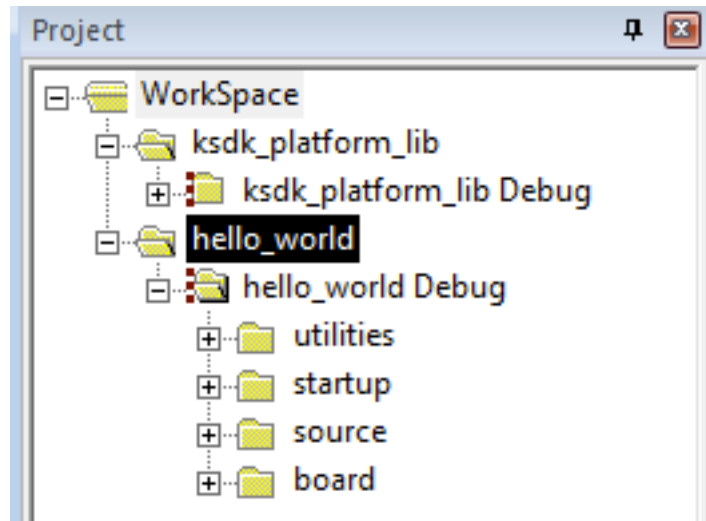 Project
WorkSpace
ksdk_platform_lib
ksdk_platform_lib Debug
hello_world
hello_world Debug
utilities
startup
source
board